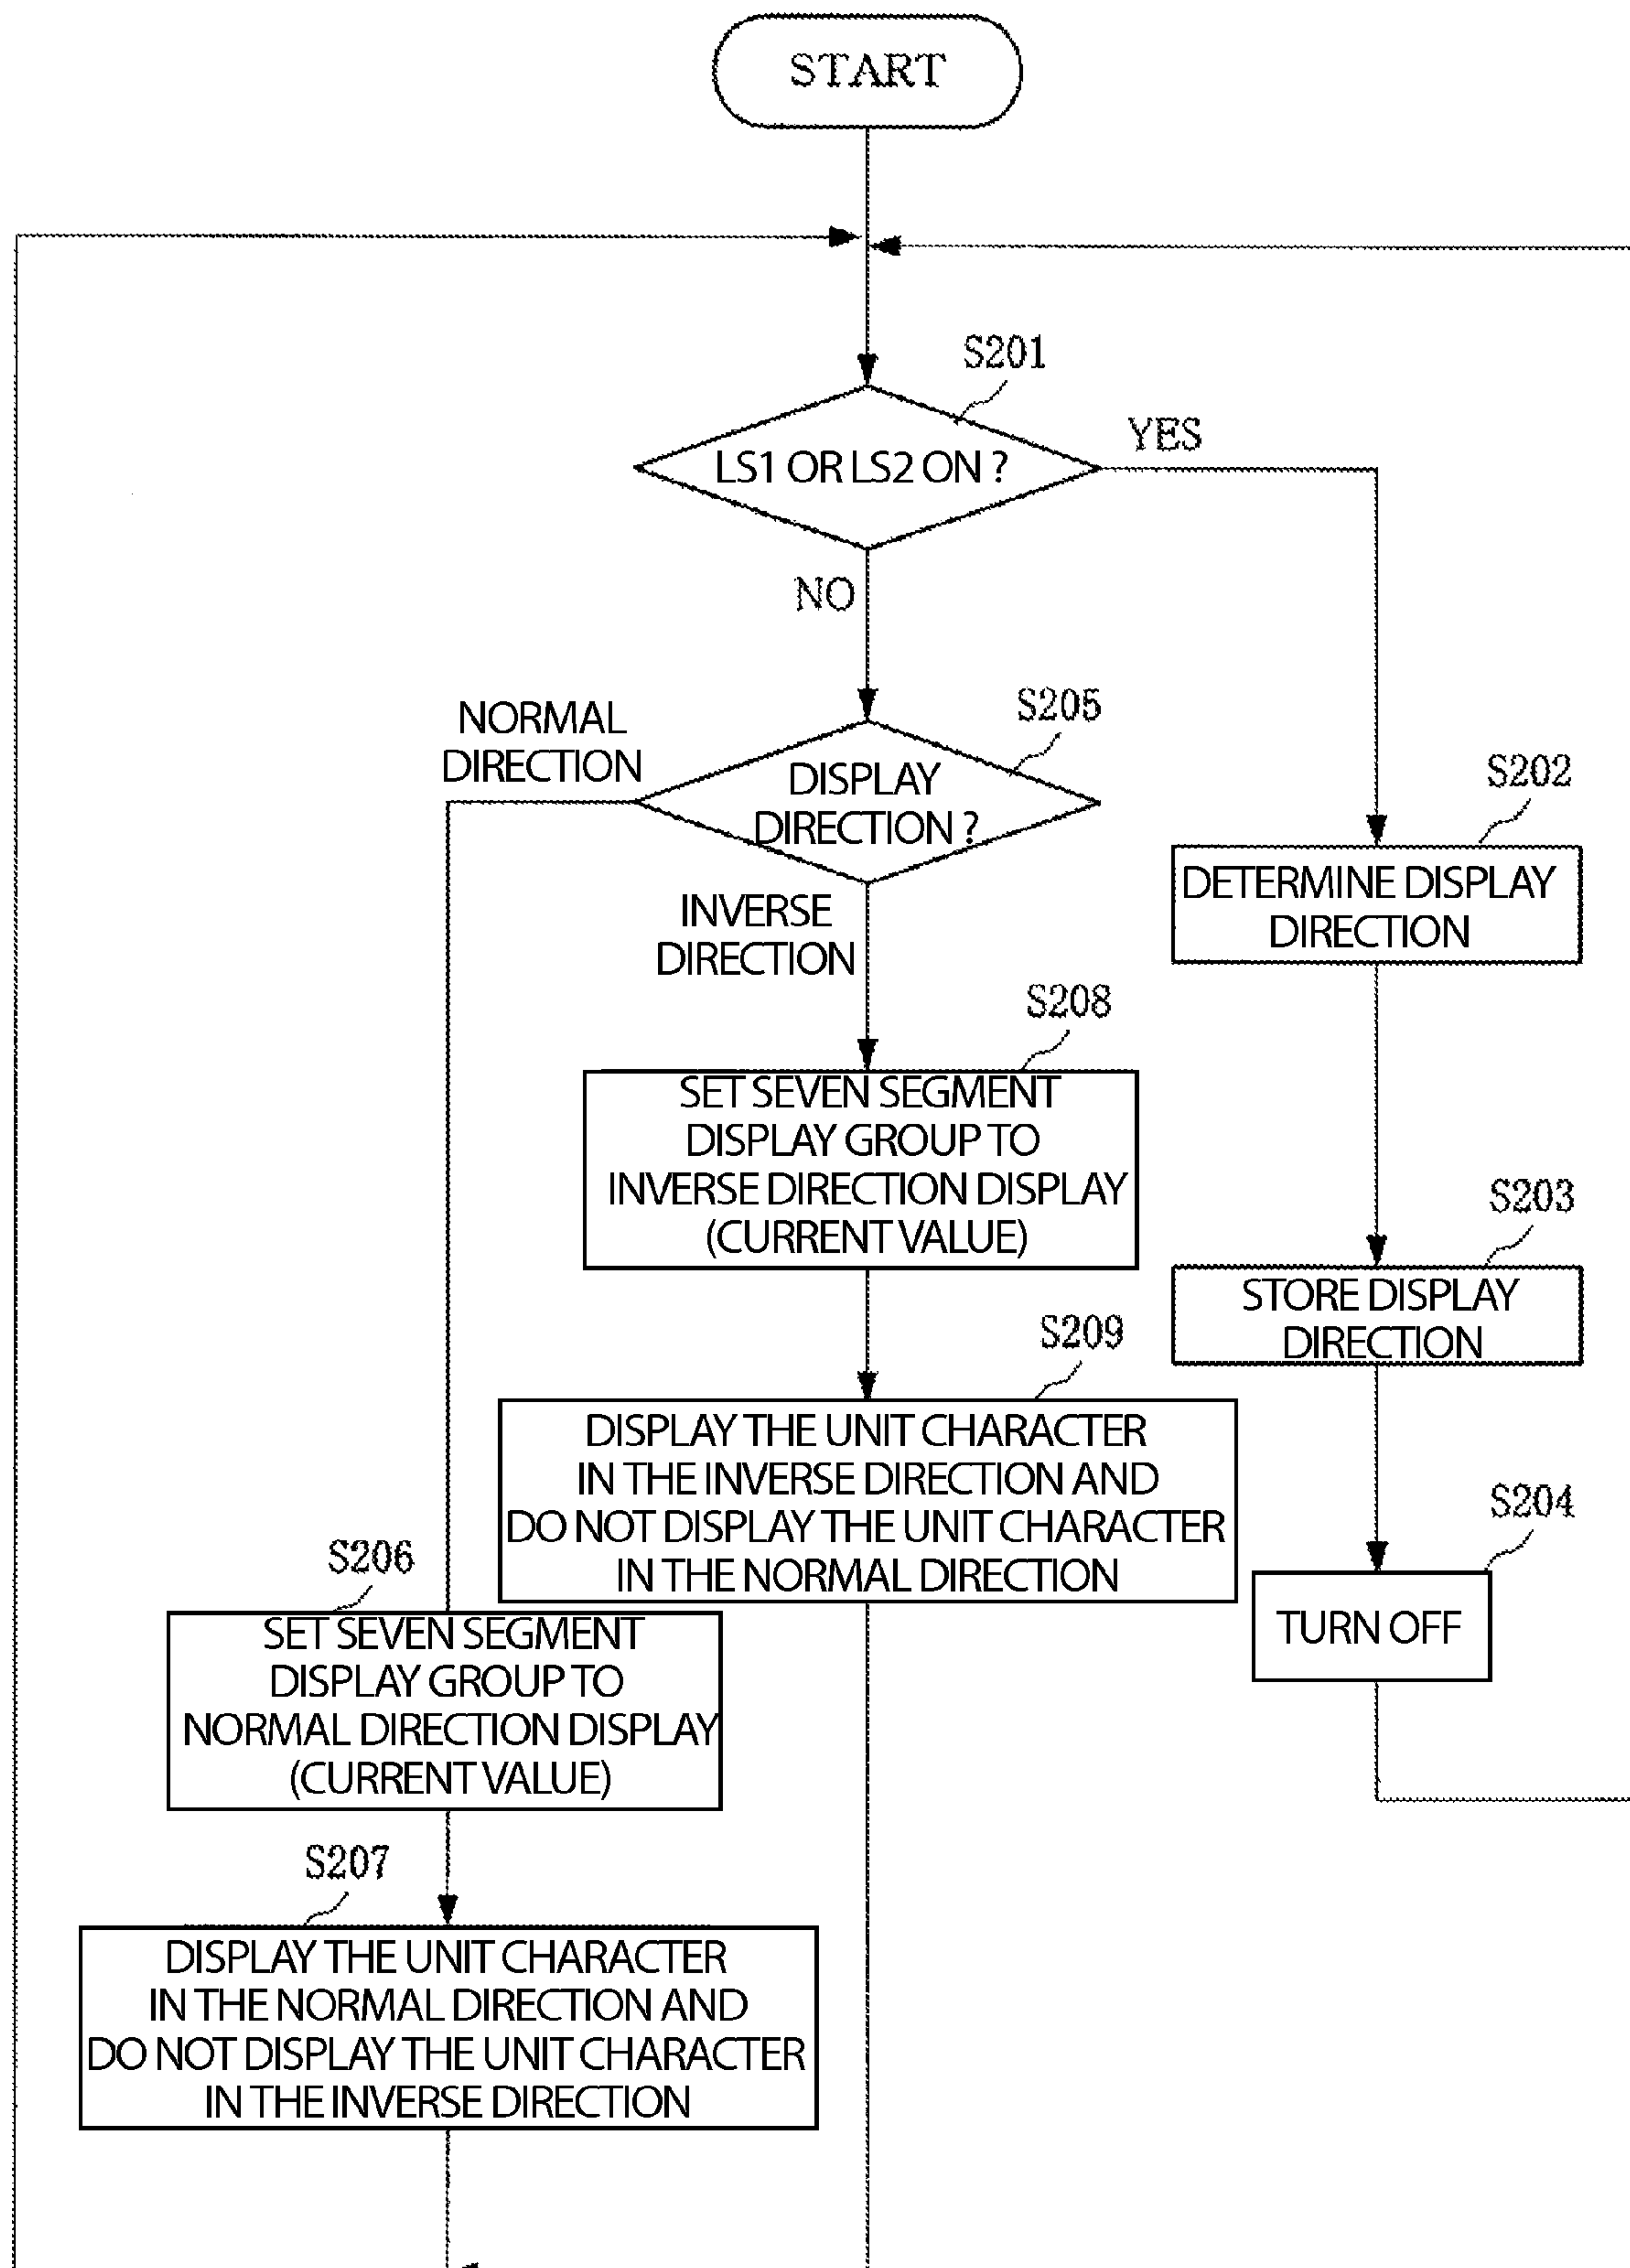 START
S201
LS1 OR LS2 ON ?
YES
NO
S205
NORMAL
DIRECTION
DISPLAY
DIRECTION ?
INVERSE
DIRECTION
S202
DETERMINE DISPLAY
DIRECTION
S208
SET SEVEN SEGMENT
DISPLAY GROUP TO
INVERSE DIRECTION DISPLAY
(CURRENT VALUE)
S203
STORE DISPLAY
DIRECTION
S209
DISPLAY THE UNIT CHARACTER
IN THE INVERSE DIRECTION AND
DO NOT DISPLAY THE UNIT CHARACTER
IN THE NORMAL DIRECTION
S204
TURN OFF
S206
SET SEVEN SEGMENT
DISPLAY GROUP TO
NORMAL DIRECTION DISPLAY
(CURRENT VALUE)
S207
DISPLAY THE UNIT CHARACTER
IN THE NORMAL DIRECTION AND
DO NOT DISPLAY THE UNIT CHARACTER
IN THE INVERSE DIRECTION